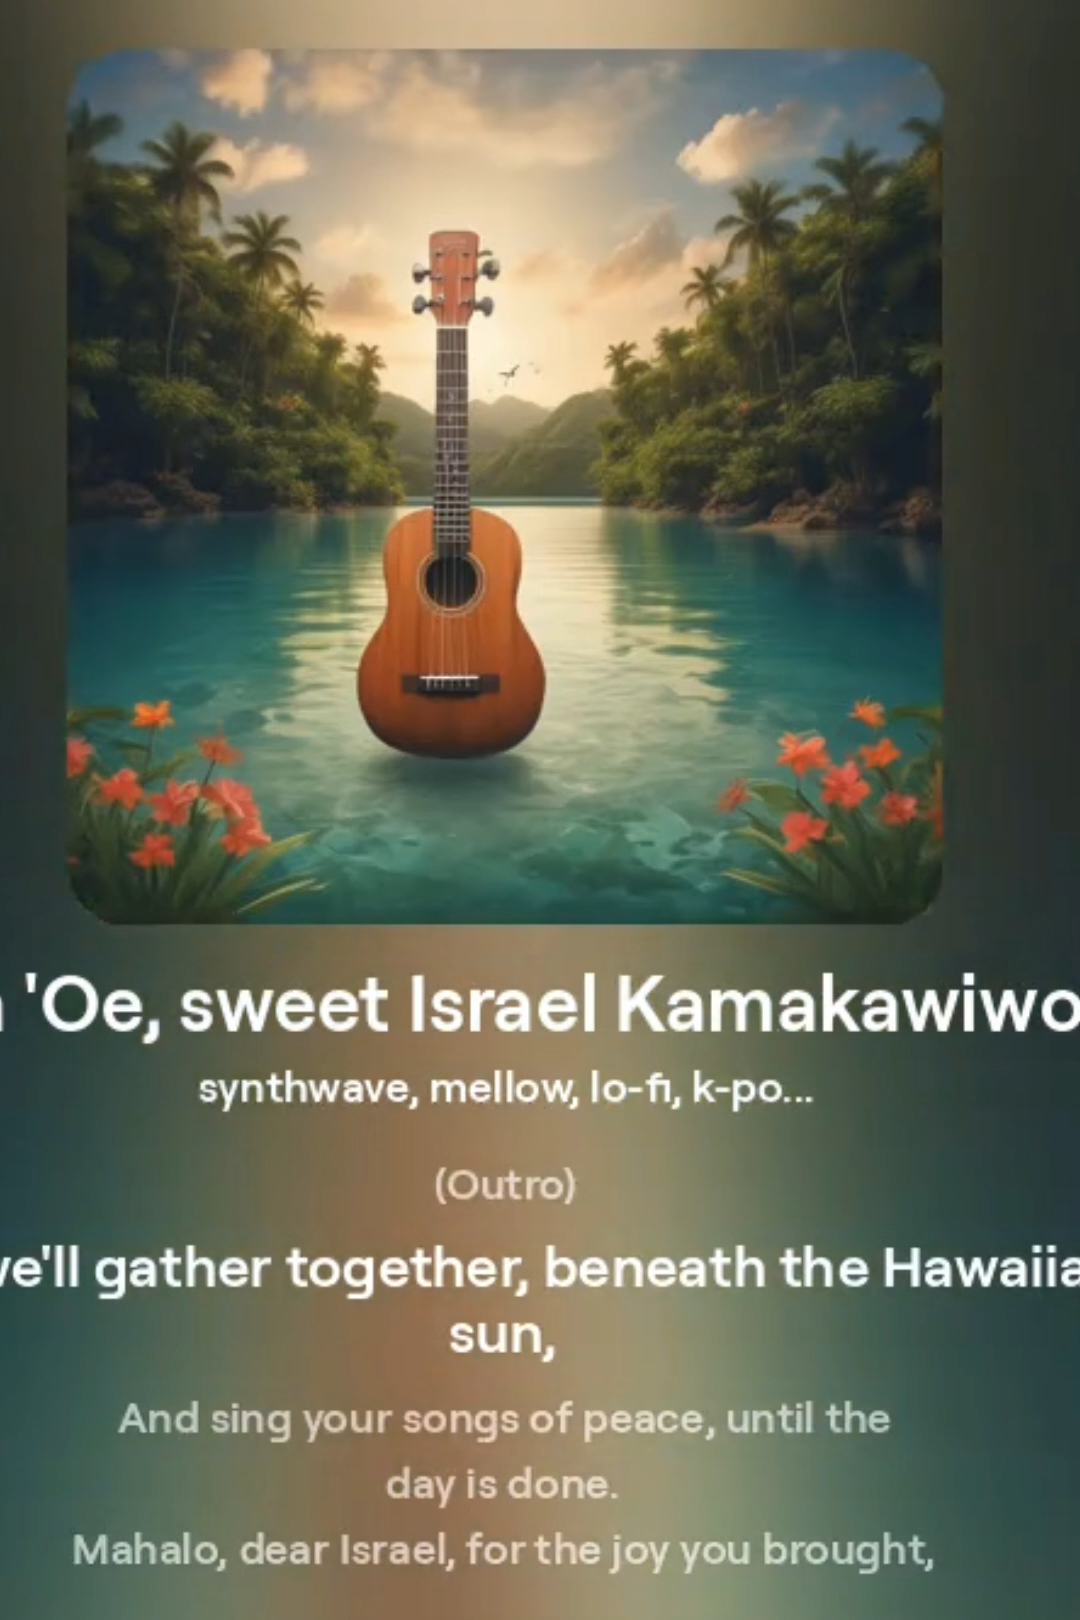 'Oe, sweet Israel Kamakawiwo
synthwave, mellow, lo-fi, k-po...
(Outro)
we'll gather together, beneath the Hawaiia
sun,
And sing your songs of peace, until the
day is done.
Mahalo, dear Israel, for the joy you brought,